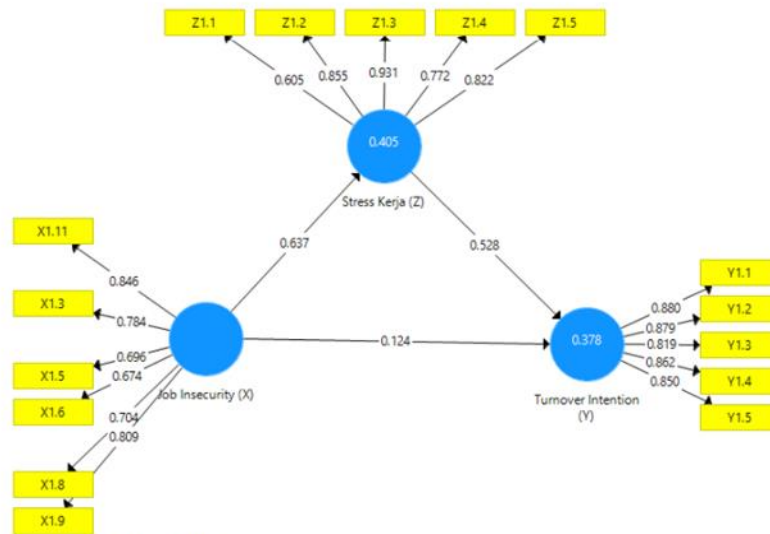 Z1.1
Z1.2
Z1.3
Z1.4
Z1.5
0.605
0.855
0.931
0.772
0.822
0.405
Stress Kerja (Z)
X1.11
0.637
0.528
0.846
X1.3
0.784
Y1.1
0.880
Y1.2
0.879
0.124
0.378
0.819
Y1.3
0.696
0.862
X1.5
0.674
0.850
Y1.4
Job Insecurity (X)
Turnover Intention
(Y)
X1.6
0.704
Y1.5
0.809
X1.8
X1.9